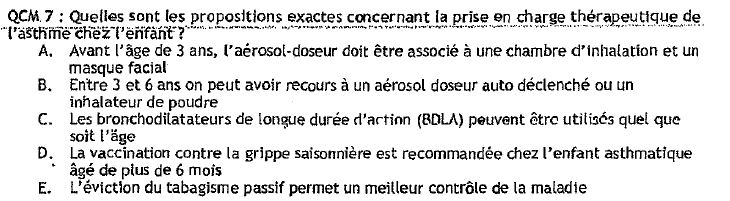 QCM 7 : Quelles sont les propositions exactes concernant la prise en charge thérapeutique de
l'asthme chez l'enfant ?
A. Avant l'âge de 3 ans, l'aérosol-doseur doit être associé à une chambre d'inhalation et un
masque facial
B. Entre 3 et 6 ans on peut avoir recours à un aérosol doseur auto déclenché ou un
inhalateur de poudre
C. Les bronchodilatateurs de longue durée d'action (BDLA) peuvent être utilisés quel que
soit l'âge
D. La vaccination contre la grippe saisonnière est recommandée chez l'enfant asthmatique
âgé de plus de 6 mois
E. L'éviction du tabagisme passif permet un meilleur contrôle de la maladie